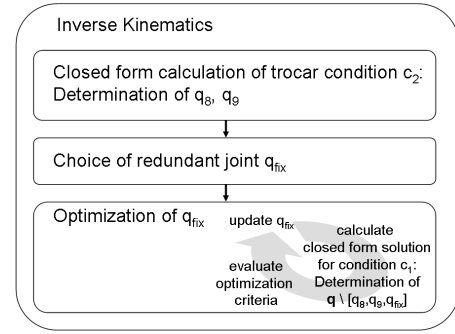 Inverse Kinematics
Closed form calculation of trocar condition c₂:
Determination of q₈, q₉
Choice of redundant joint q_fix
Optimization of q_fix
update q_fix
calculate
closed form solution
for condition c₁:
Determination of
q \ [q₈,q₉,q_fix]
evaluate
optimization
criteria